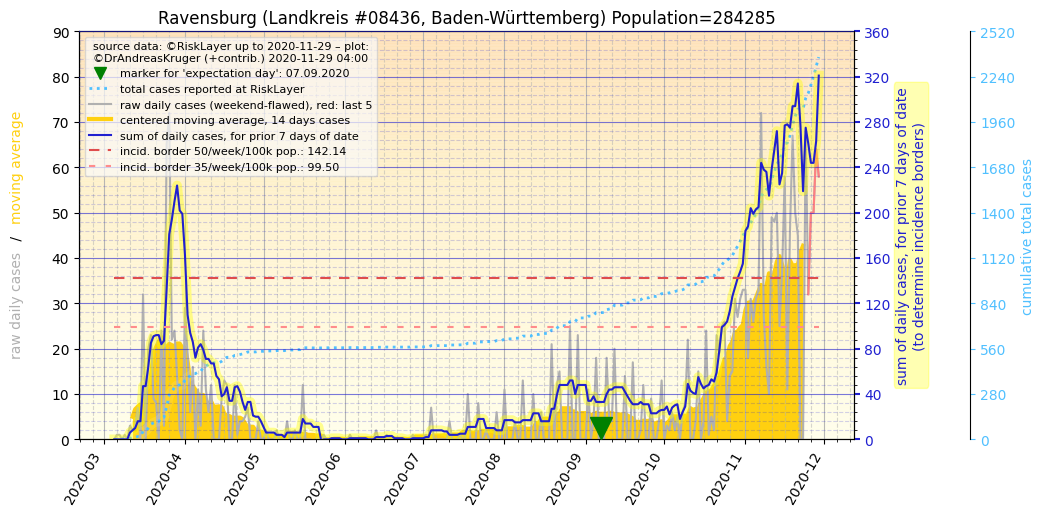 Ravensburg (Landkreis #08436, Baden-Württemberg) Population=284285
source data: ©RiskLayer up to 2020-11-29 – plot:
©DrAndreasKruger (+contrib.) 2020-11-29 04:00
marker for 'expectation day': 07.09.2020
total cases reported at RiskLayer
raw daily cases (weekend-flawed), red: last 5
centered moving average, 14 days cases
sum of daily cases, for prior 7 days of date
incid. border 50/week/100k pop.: 142.14
incid. border 35/week/100k pop.: 99.50
raw daily cases / moving average
90
80
70
60
50
40
30
20
10
0
2020-03
2020-04
2020-05
2020-06
2020-07
2020-08
2020-09
2020-10
2020-11
2020-12
360
320
280
240
200
160
120
80
40
0
sum of daily cases, for prior 7 days of date
(to determine incidence borders)
2520
2240
1960
1680
1400
1120
840
560
280
0
cumulative total cases